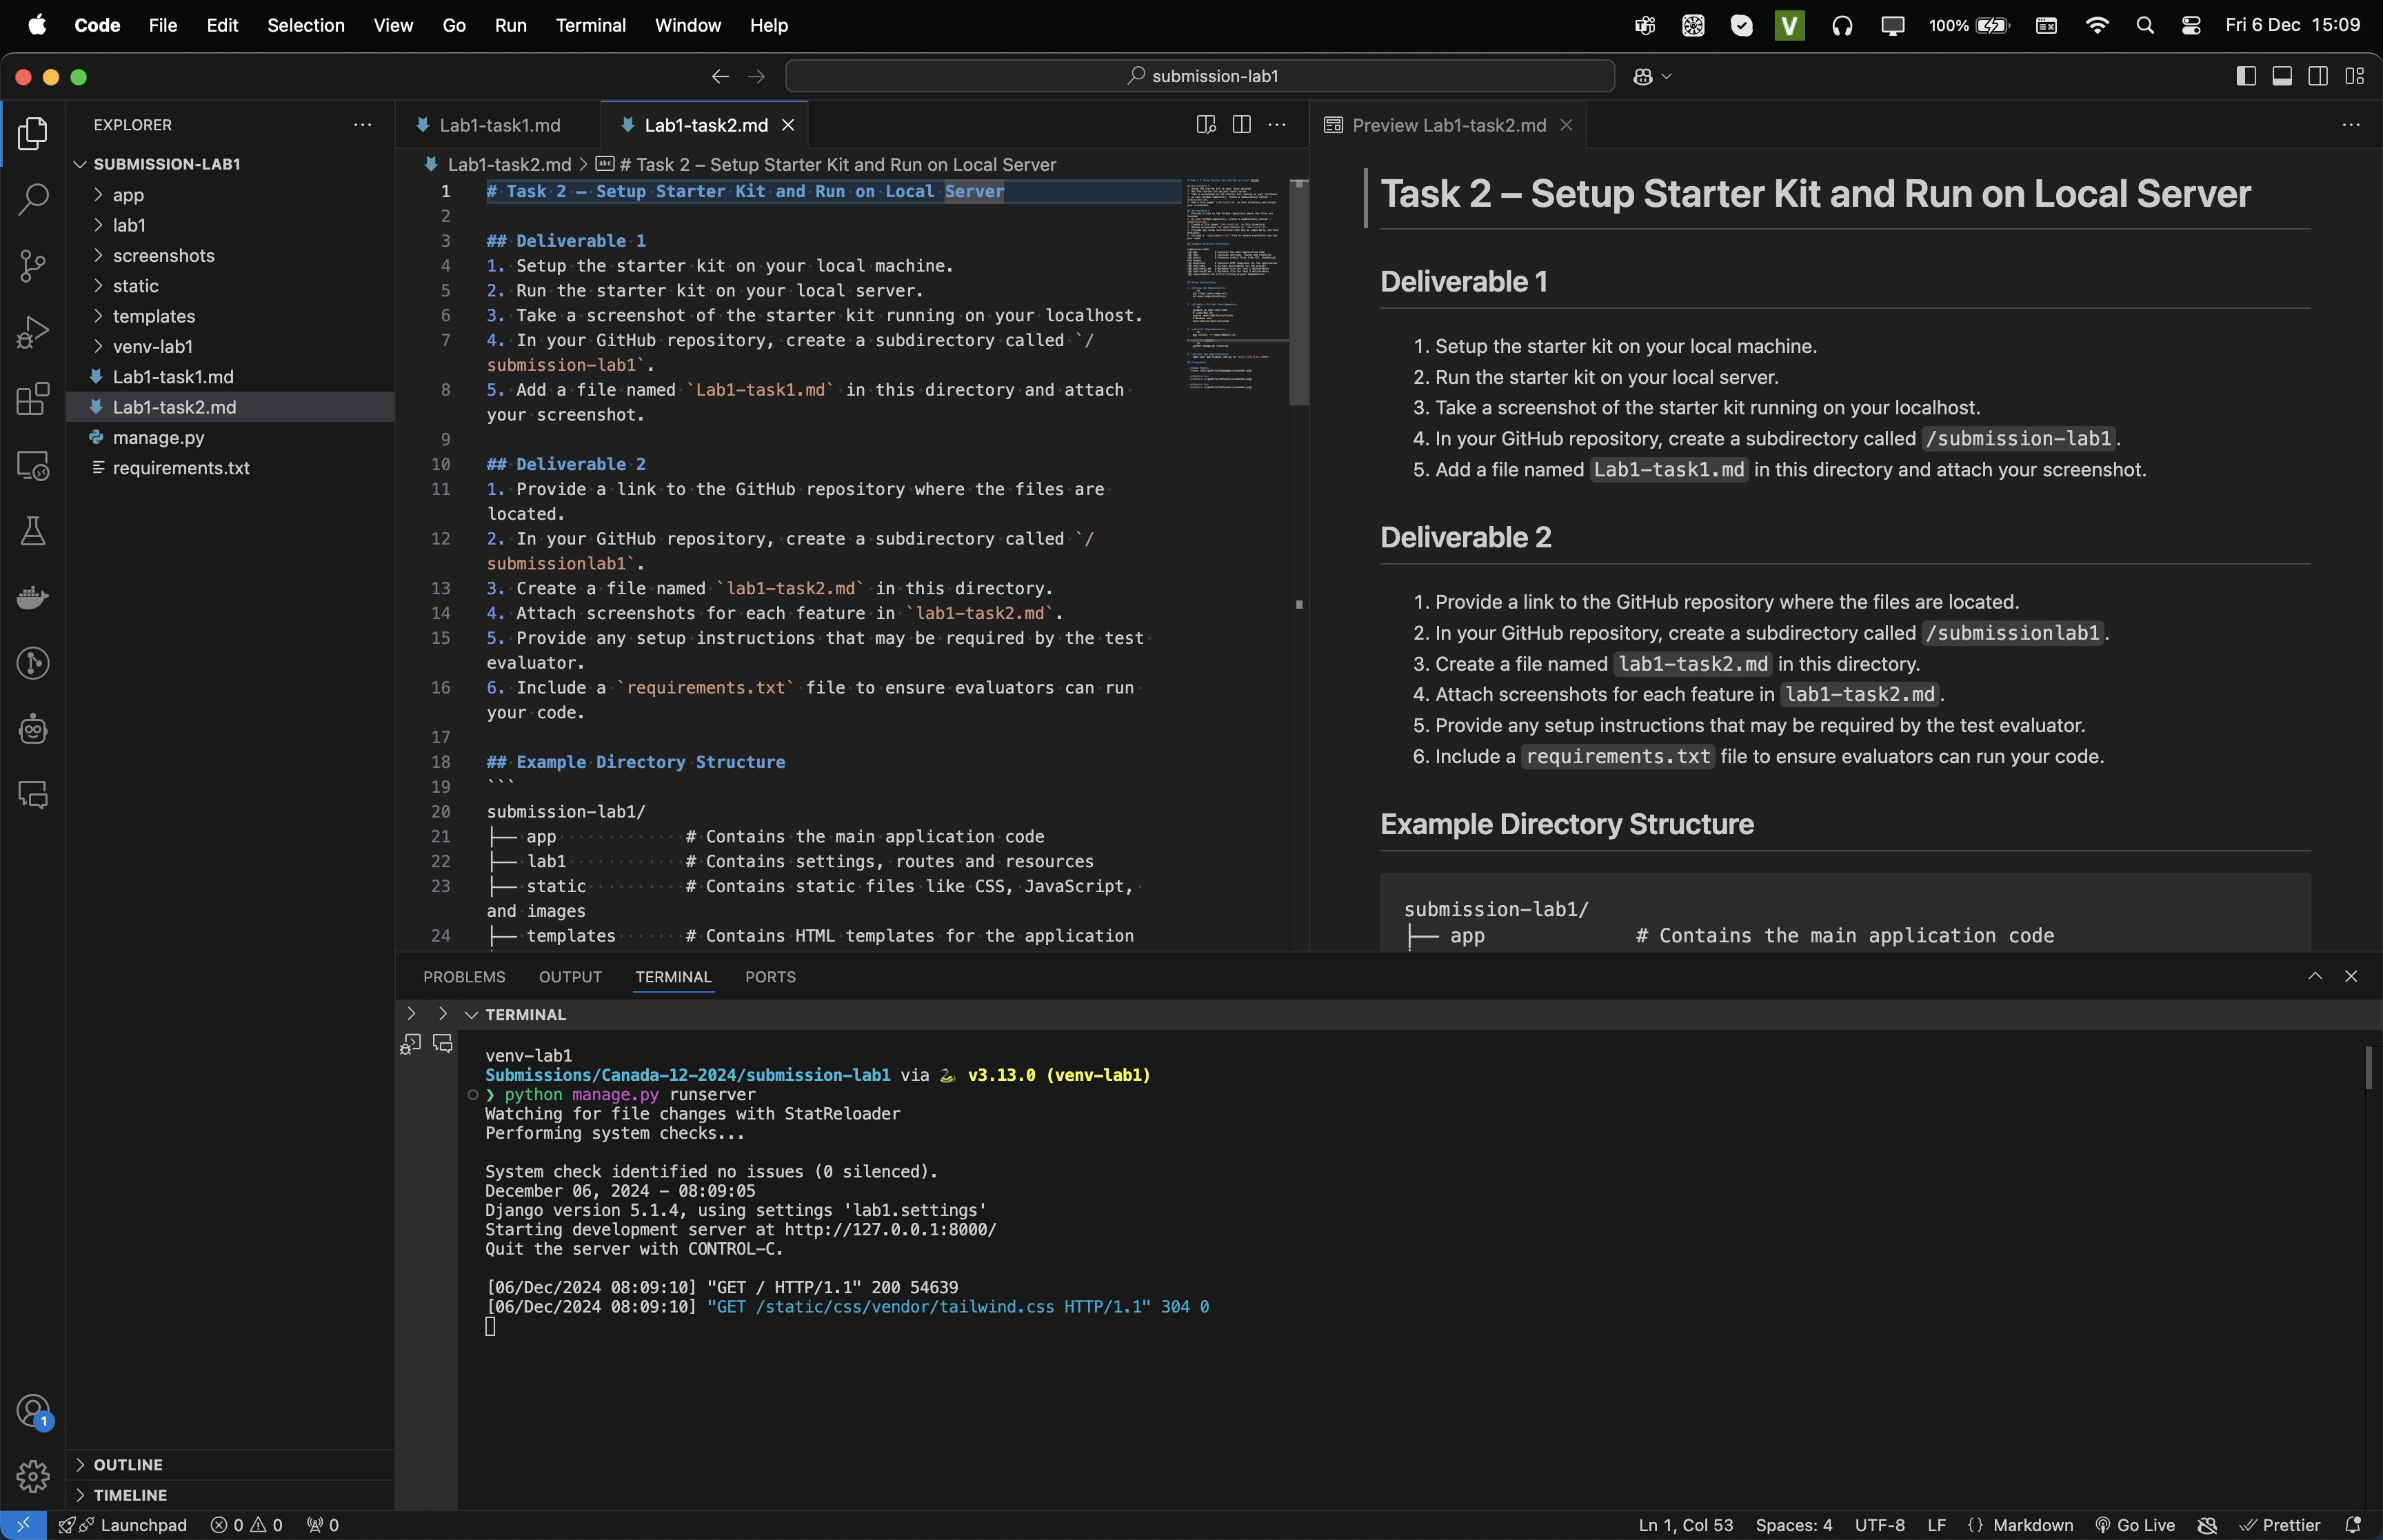 Code File Edit Selection View Go Run Terminal Window Help
V 100% Fri 6 Dec 15:09
submission-lab1
EXPLORER
SUBMISSION-LAB1
app
lab1
screenshots
static
templates
venv-lab1
Lab1-task1.md
Lab1-task2.md
manage.py
requirements.txt
OUTLINE
TIMELINE
Lab1-task1.md
Lab1-task2.md
Lab1-task2.md > # Task 2 – Setup Starter Kit and Run on Local Server
1 # Task 2 – Setup Starter Kit and Run on Local Server
2
3 ## Deliverable 1
4 1. Setup the starter kit on your local machine.
5 2. Run the starter kit on your local server.
6 3. Take a screenshot of the starter kit running on your localhost.
7 4. In your GitHub repository, create a subdirectory called `/
submission-lab1`.
8 5. Add a file named `Lab1-task1.md` in this directory and attach
your screenshot.
9
10 ## Deliverable 2
11 1. Provide a link to the GitHub repository where the files are
located.
12 2. In your GitHub repository, create a subdirectory called `/
submissionlab1`.
13 3. Create a file named `lab1-task2.md` in this directory.
14 4. Attach screenshots for each feature in `lab1-task2.md`.
15 5. Provide any setup instructions that may be required by the test
evaluator.
16 6. Include a `requirements.txt` file to ensure evaluators can run
your code.
17
18 ## Example Directory Structure
19 ```
20 submission-lab1/
21 ├── app # Contains the main application code
22 ├── lab1 # Contains settings, routes and resources
23 ├── static # Contains static files like CSS, JavaScript,
and images
24 ├── templates # Contains HTML templates for the application
Preview Lab1-task2.md
Task 2 – Setup Starter Kit and Run on Local Server
Deliverable 1
1. Setup the starter kit on your local machine.
2. Run the starter kit on your local server.
3. Take a screenshot of the starter kit running on your localhost.
4. In your GitHub repository, create a subdirectory called /submission-lab1.
5. Add a file named Lab1-task1.md in this directory and attach your screenshot.
Deliverable 2
1. Provide a link to the GitHub repository where the files are located.
2. In your GitHub repository, create a subdirectory called /submissionlab1.
3. Create a file named lab1-task2.md in this directory.
4. Attach screenshots for each feature in lab1-task2.md.
5. Provide any setup instructions that may be required by the test evaluator.
6. Include a requirements.txt file to ensure evaluators can run your code.
Example Directory Structure
submission-lab1/
├── app # Contains the main application code
PROBLEMS OUTPUT TERMINAL PORTS
TERMINAL
venv-lab1
Submissions/Canada-12-2024/submission-lab1 via 🐍 v3.13.0 (venv-lab1)
❯ python manage.py runserver
Watching for file changes with StatReloader
Performing system checks...
System check identified no issues (0 silenced).
December 06, 2024 - 08:09:05
Django version 5.1.4, using settings 'lab1.settings'
Starting development server at http://127.0.0.1:8000/
Quit the server with CONTROL-C.
[06/Dec/2024 08:09:10] "GET / HTTP/1.1" 200 54639
[06/Dec/2024 08:09:10] "GET /static/css/vendor/tailwind.css HTTP/1.1" 304 0
1
Launchpad 0 0 0
Ln 1, Col 53 Spaces: 4 UTF-8 LF {} Markdown Go Live Prettier